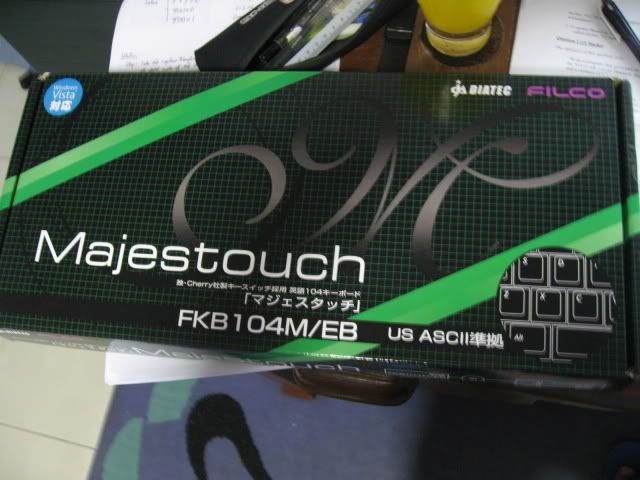 Windows
Vista
対応
DIATEC FILCO
Majestouch
独・Cherry社製キースイッチ採用 英語104キーボード
「マジェスタッチ」
FKB104M/EB
US ASCII準拠
Alt
Majestouch